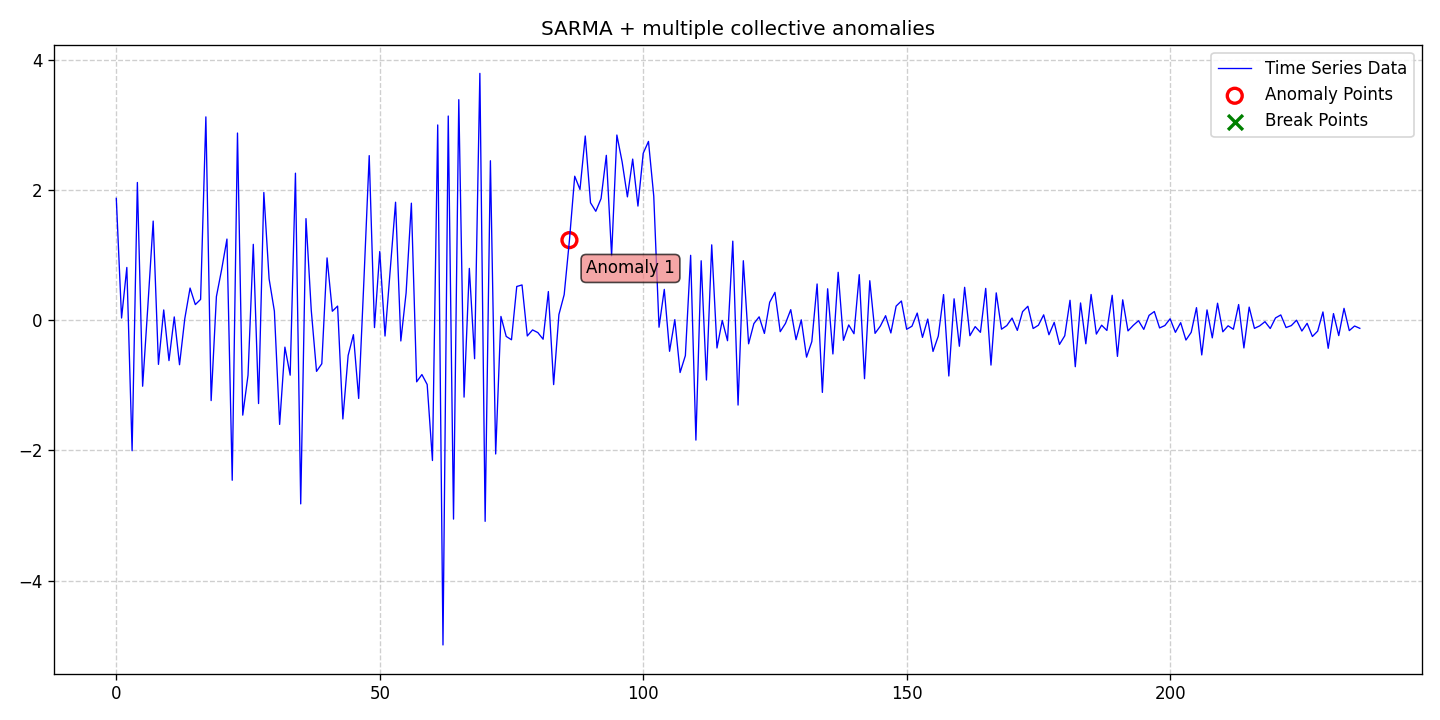 SARMA + multiple collective anomalies
Time Series Data
Anomaly Points
Break Points
Anomaly 1
4
2
0
−2
−4
0
50
100
150
200